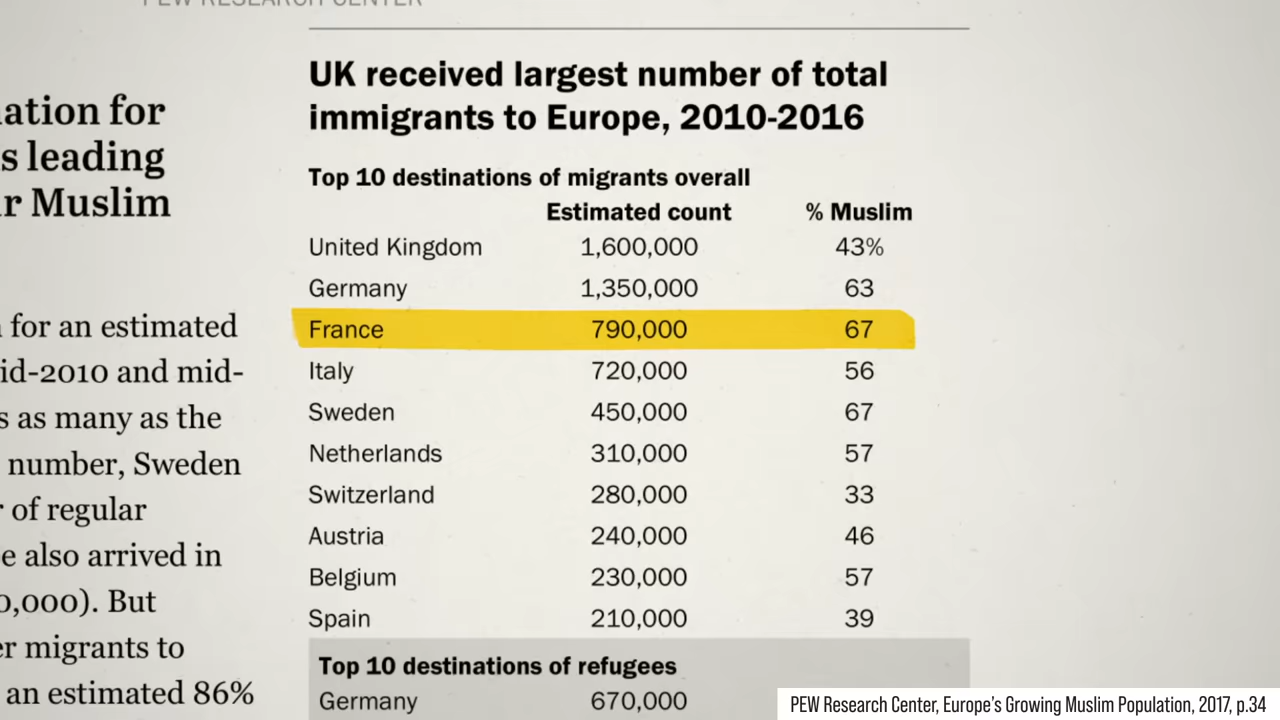 PEW RESEARCH CENTER
UK received largest number of total
immigrants to Europe, 2010-2016
Top 10 destinations of migrants overall
Estimated count % Muslim
United Kingdom 1,600,000 43%
Germany 1,350,000 63
France 790,000 67
Italy 720,000 56
Sweden 450,000 67
Netherlands 310,000 57
Switzerland 280,000 33
Austria 240,000 46
Belgium 230,000 57
Spain 210,000 39
Top 10 destinations of refugees
Germany 670,000
ation for
s leading
r Muslim
for an estimated
id-2010 and mid-
s as many as the
number, Sweden
r of regular
e also arrived in
0,000). But
er migrants to
an estimated 86%
PEW Research Center, Europe's Growing Muslim Population, 2017, p.34